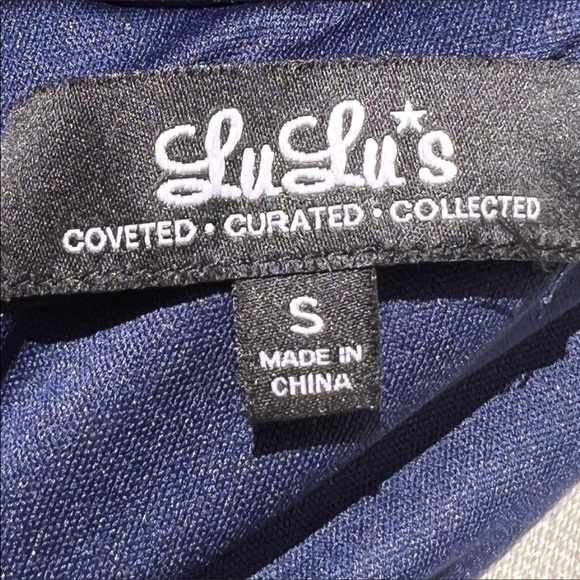 LuLu*s
COVETED • CURATED • COLLECTED
S
MADE IN
CHINA